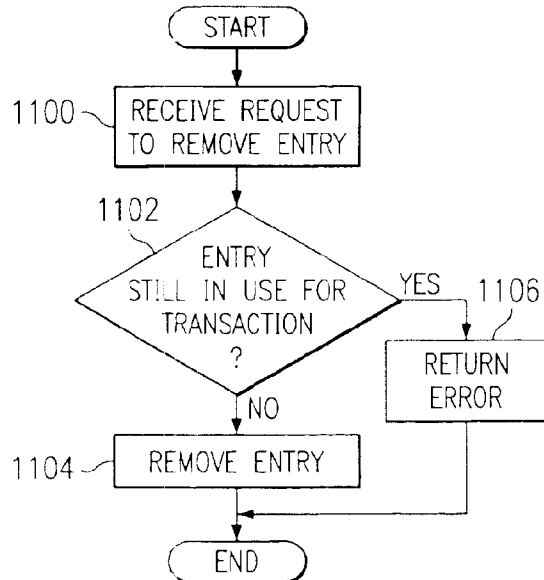 START
1100
RECEIVE REQUEST
TO REMOVE ENTRY
1102
ENTRY
STILL IN USE FOR
TRANSACTION
?
YES
1106
RETURN
ERROR
NO
1104
REMOVE ENTRY
END